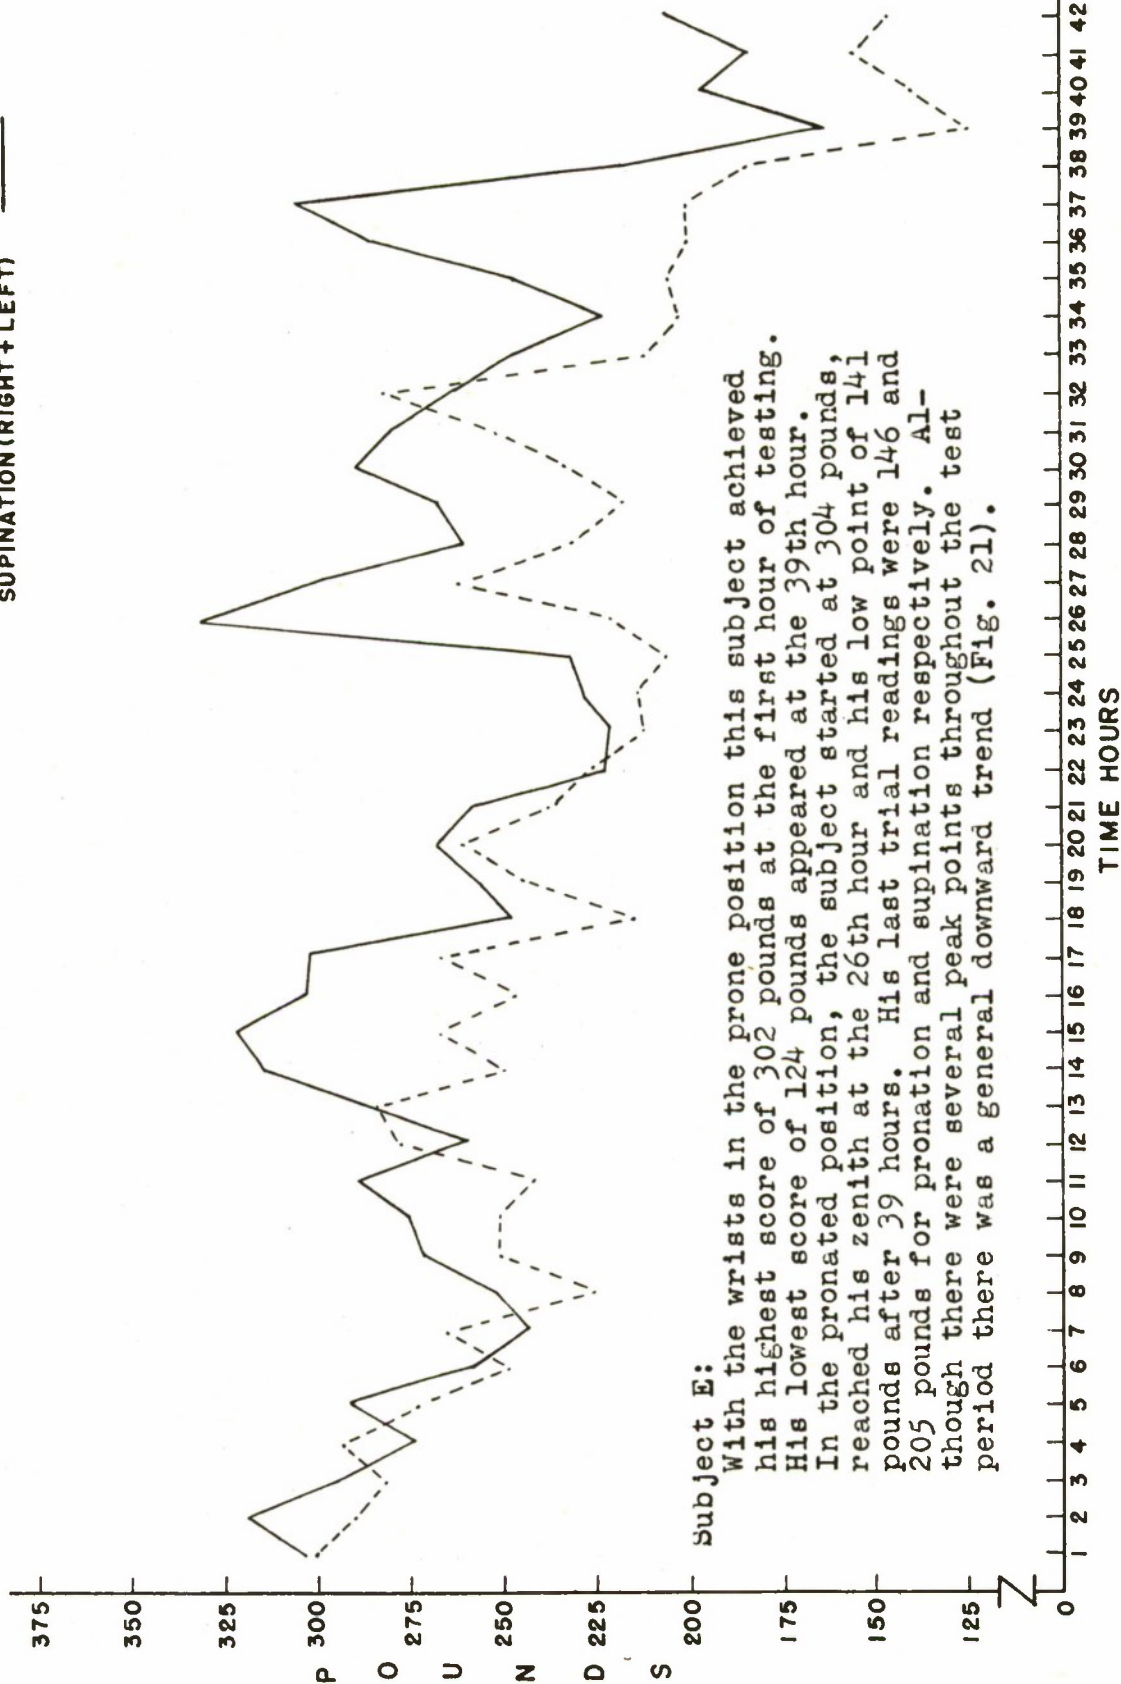 SUPINATION (RIGHT + LEFT)
375
350
325
300
275
250
225
200
175
150
125
0
POUNDS
Subject E:
With the wrists in the prone position this subject achieved
his highest score of 302 pounds at the first hour of testing.
His lowest score of 124 pounds appeared at the 39th hour.
In the pronated position, the subject started at 304 pounds,
reached his zenith at the 26th hour and his low point of 141
pounds after 39 hours. His last trial readings were 146 and
205 pounds for pronation and supination respectively. Al-
though there were several peak points throughout the test
period there was a general downward trend (Fig. 21).
1 2 3 4 5 6 7 8 9 10 11 12 13 14 15 16 17 18 19 20 21 22 23 24 25 26 27 28 29 30 31 32 33 34 35 36 37 38 39 40 41 42
TIME HOURS